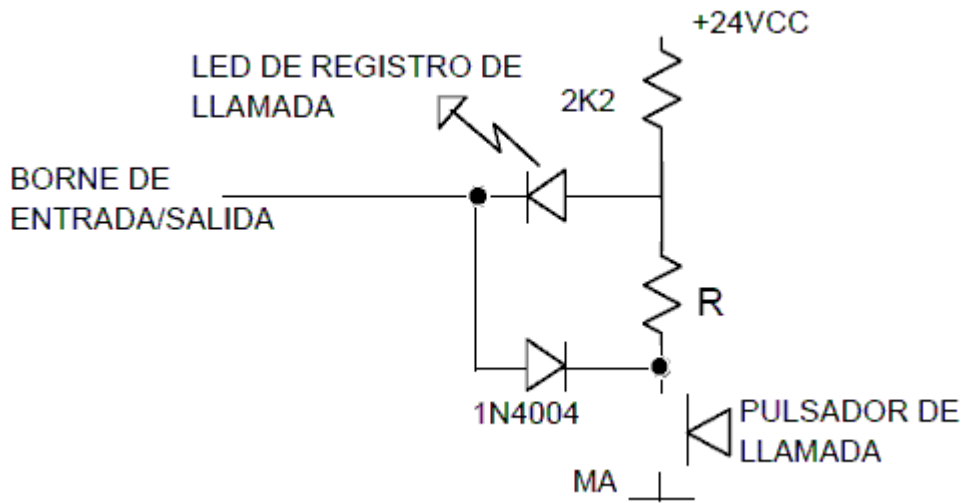 +24VCC
LED DE REGISTRO DE
LLAMADA
2K2
BORNE DE
ENTRADA/SALIDA
R
1N4004
PULSADOR DE
LLAMADA
MA